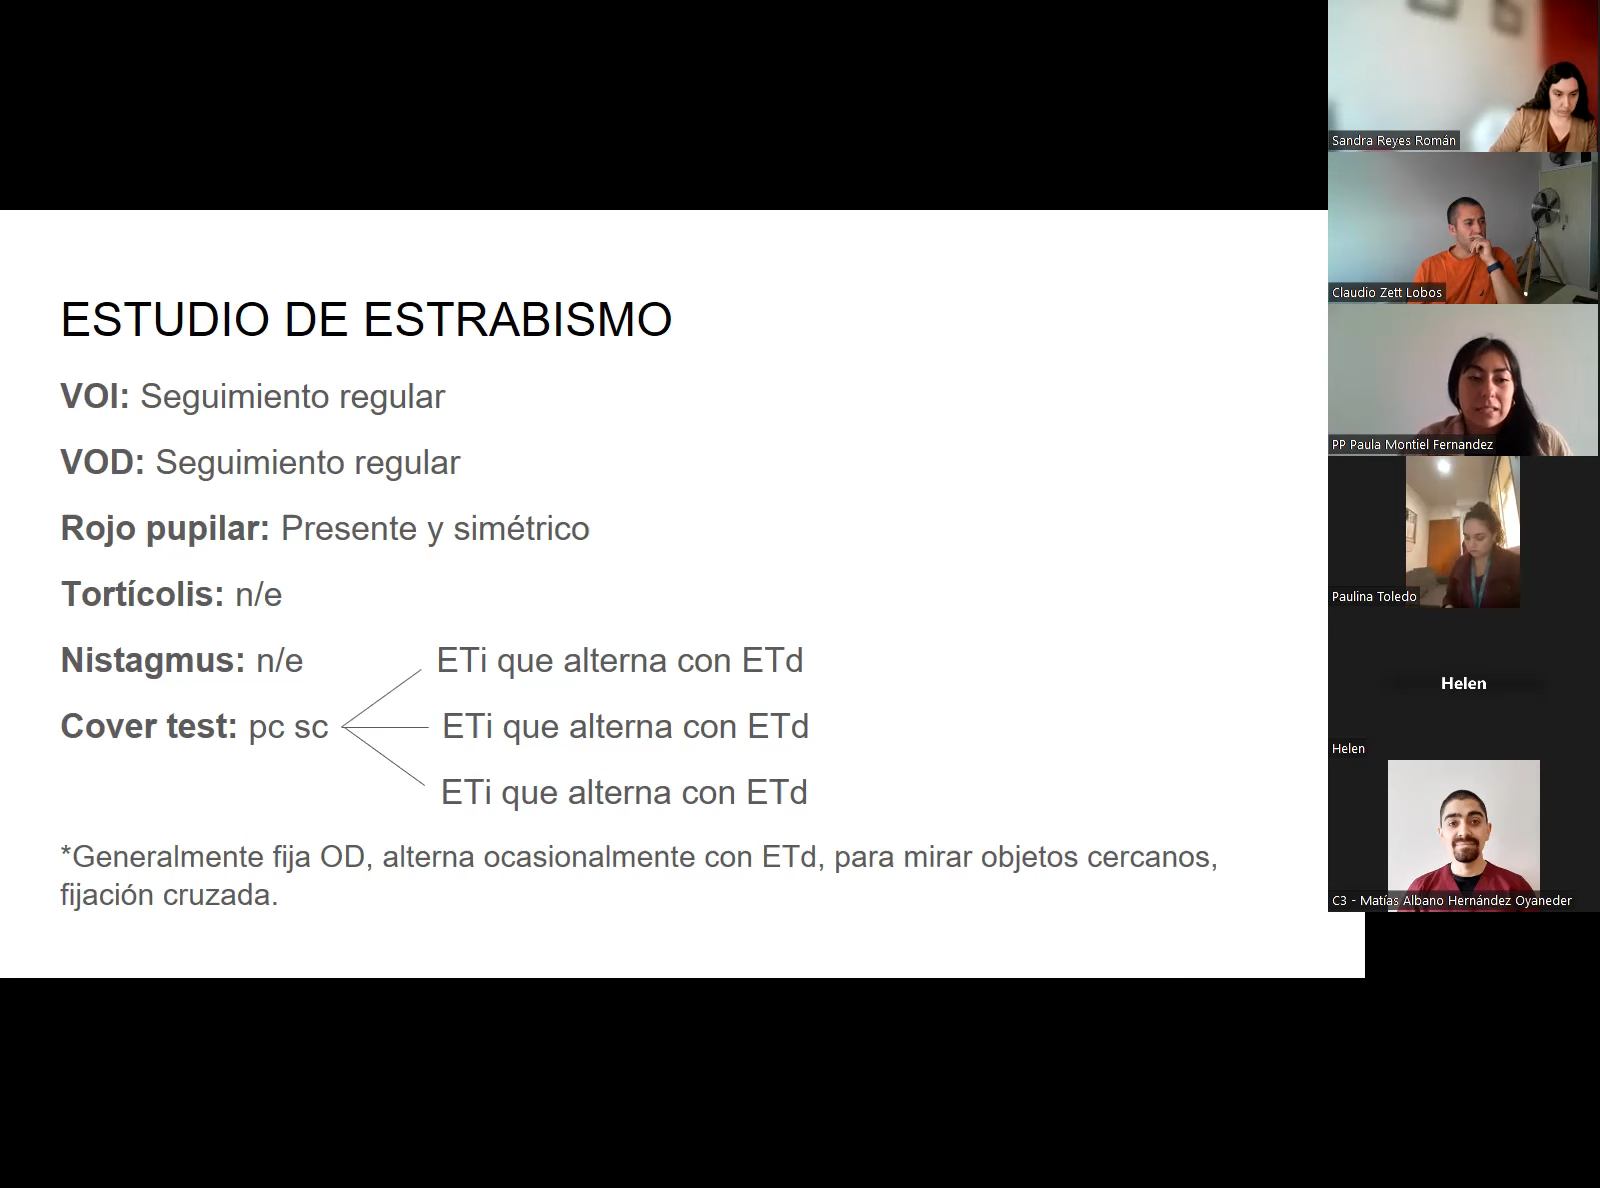 ESTUDIO DE ESTRABISMO
VOI: Seguimiento regular
VOD: Seguimiento regular
Rojo pupilar: Presente y simétrico
Tortícolis: n/e
Nistagmus: n/e
ETi que alterna con ETd
Cover test: pc sc
ETi que alterna con ETd
ETi que alterna con ETd
*Generalmente fija OD, alterna ocasionalmente con ETd, para mirar objetos cercanos,
fijación cruzada.
Sandra Reyes Román
Claudio Zett Lobos
PP Paula Montiel Fernandez
Paulina Toledo
Helen
Helen
C3 - Matías Albano Hernández Oyaneder